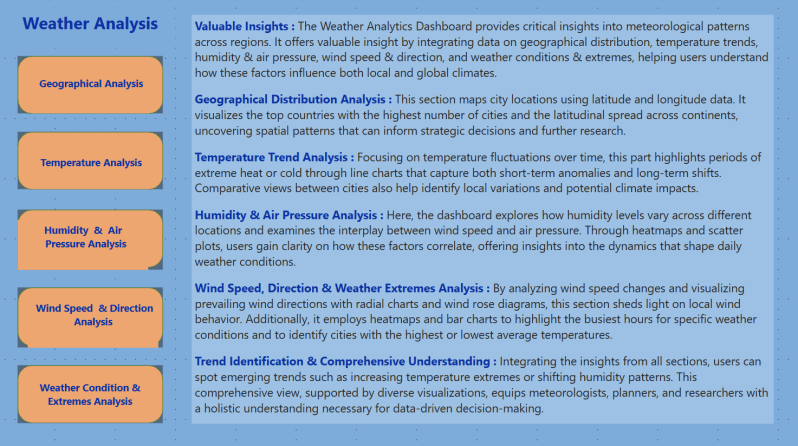 Weather Analysis
Geographical Analysis
Temperature Analysis
Humidity & Air
Pressure Analysis
Wind Speed & Direction
Analysis
Weather Condition &
Extremes Analysis
Valuable Insights : The Weather Analytics Dashboard provides critical insights into meteorological patterns
across regions. It offers valuable insight by integrating data on geographical distribution, temperature trends,
humidity & air pressure, wind speed & direction, and weather conditions & extremes, helping users understand
how these factors influence both local and global climates.
Geographical Distribution Analysis : This section maps city locations using latitude and longitude data. It
visualizes the top countries with the highest number of cities and the latitudinal spread across continents,
uncovering spatial patterns that can inform strategic decisions and further research.
Temperature Trend Analysis : Focusing on temperature fluctuations over time, this part highlights periods of
extreme heat or cold through line charts that capture both short-term anomalies and long-term shifts.
Comparative views between cities also help identify local variations and potential climate impacts.
Humidity & Air Pressure Analysis : Here, the dashboard explores how humidity levels vary across different
locations and examines the interplay between wind speed and air pressure. Through heatmaps and scatter
plots, users gain clarity on how these factors correlate, offering insights into the dynamics that shape daily
weather conditions.
Wind Speed, Direction & Weather Extremes Analysis : By analyzing wind speed changes and visualizing
prevailing wind directions with radial charts and wind rose diagrams, this section sheds light on local wind
behavior. Additionally, it employs heatmaps and bar charts to highlight the busiest hours for specific weather
conditions and to identify cities with the highest or lowest average temperatures.
Trend Identification & Comprehensive Understanding : Integrating the insights from all sections, users can
spot emerging trends such as increasing temperature extremes or shifting humidity patterns. This
comprehensive view, supported by diverse visualizations, equips meteorologists, planners, and researchers with
a holistic understanding necessary for data-driven decision-making.